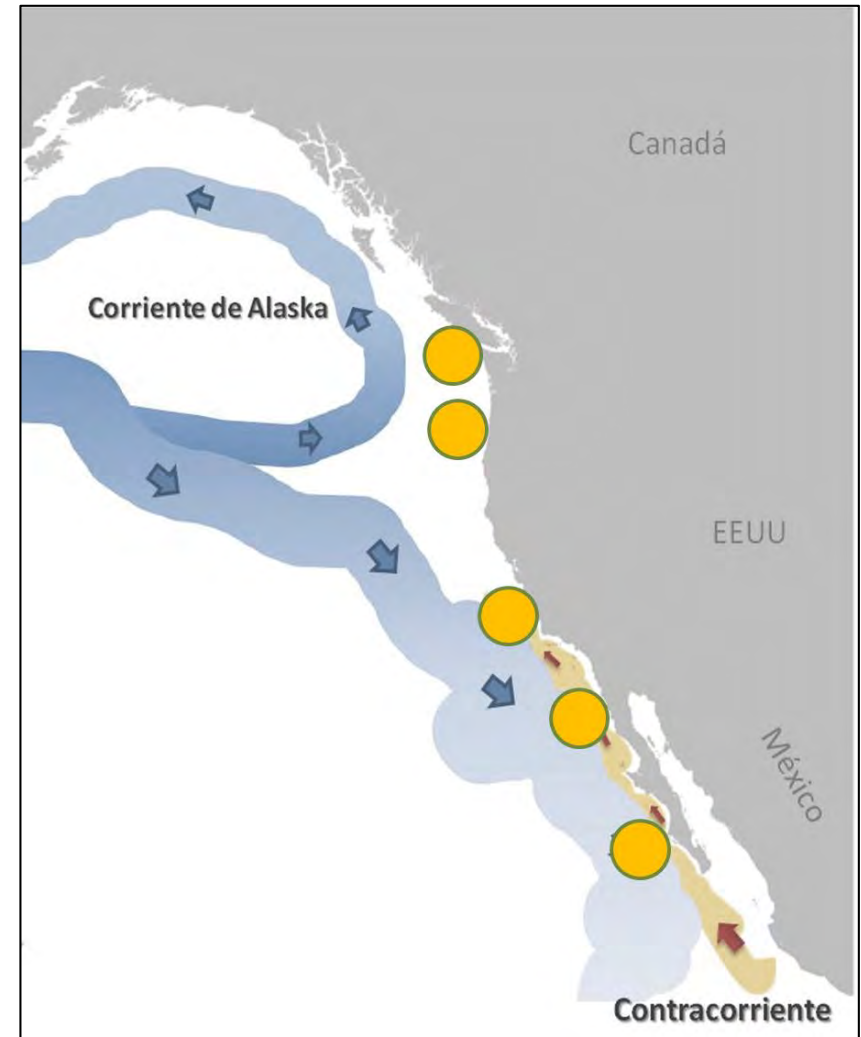 Canadá
Corriente de Alaska
EEUU
México
Contracorriente